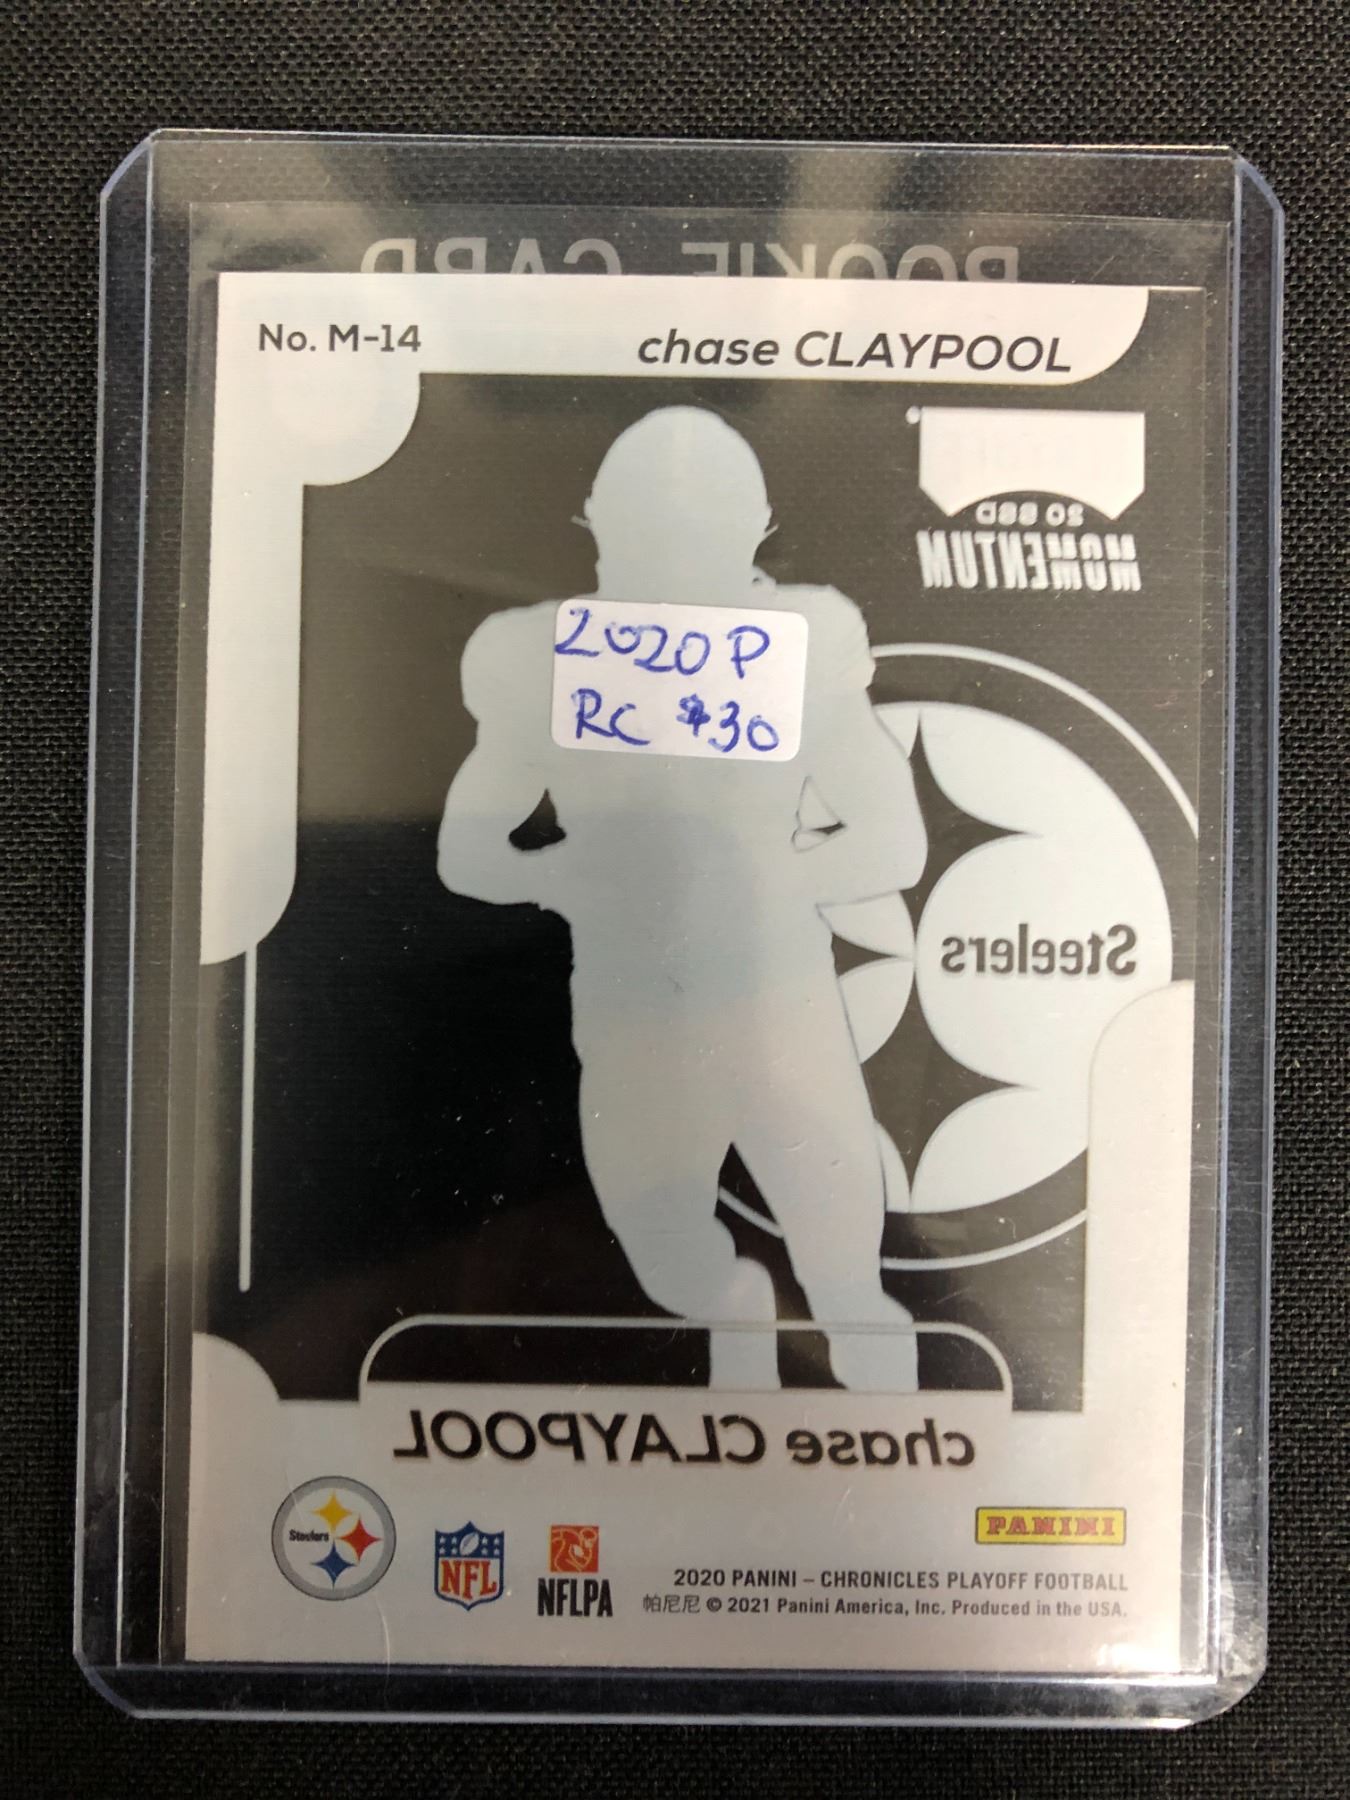 ROOKIE CARD
No. M-14
chase CLAYPOOL
20 SSD
MOMENTUM
2020 P
RC $30
Steelers
chase CLAYPOOL
PANINI
Steelers
NFL
NFLPA
2020 PANINI – CHRONICLES PLAYOFF FOOTBALL
帕尼尼 © 2021 Panini America, Inc. Produced in the USA.